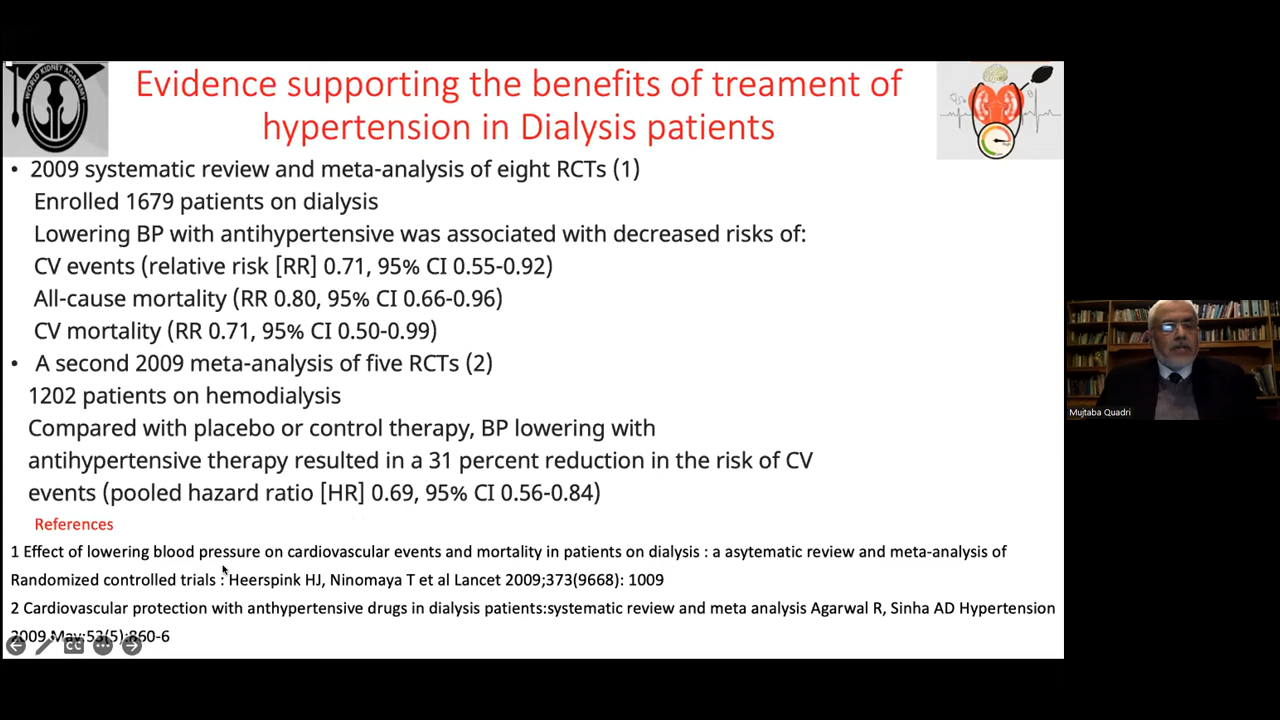 WORLD KIDNEY ACADEMY
Evidence supporting the benefits of treament of
hypertension in Dialysis patients
• 2009 systematic review and meta-analysis of eight RCTs (1)
Enrolled 1679 patients on dialysis
Lowering BP with antihypertensive was associated with decreased risks of:
CV events (relative risk [RR] 0.71, 95% CI 0.55-0.92)
All-cause mortality (RR 0.80, 95% CI 0.66-0.96)
CV mortality (RR 0.71, 95% CI 0.50-0.99)
• A second 2009 meta-analysis of five RCTs (2)
1202 patients on hemodialysis
Compared with placebo or control therapy, BP lowering with
antihypertensive therapy resulted in a 31 percent reduction in the risk of CV
events (pooled hazard ratio [HR] 0.69, 95% CI 0.56-0.84)
References
1 Effect of lowering blood pressure on cardiovascular events and mortality in patients on dialysis : a asytematic review and meta-analysis of
Randomized controlled trials : Heerspink HJ, Ninomaya T et al Lancet 2009;373(9668): 1009
2 Cardiovascular protection with anthypertensive drugs in dialysis patients:systematic review and meta analysis Agarwal R, Sinha AD Hypertension
2009 May;53(5):860-6
CC
Mujtaba Quadri